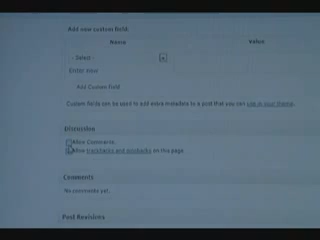 Add new custom field:
Name Value
- Select -
Enter new
Add Custom Field
Custom fields can be used to add extra metadata to a post that you can use in your theme.
Discussion
Allow Comments.
Allow trackbacks and pingbacks on this page.
Comments
No comments yet.
Post Revisions